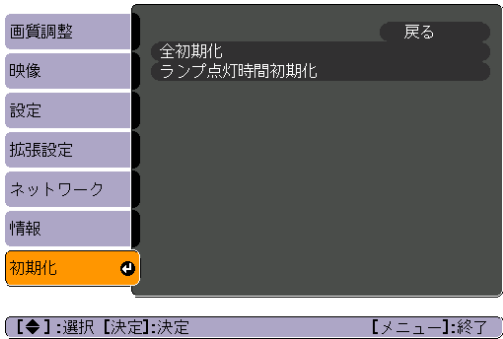 画質調整
映像
設定
拡張設定
ネットワーク
情報
初期化
戻る
全初期化
ランプ点灯時間初期化
【◆】:選択【決定】:決定
【メニュー】:終了